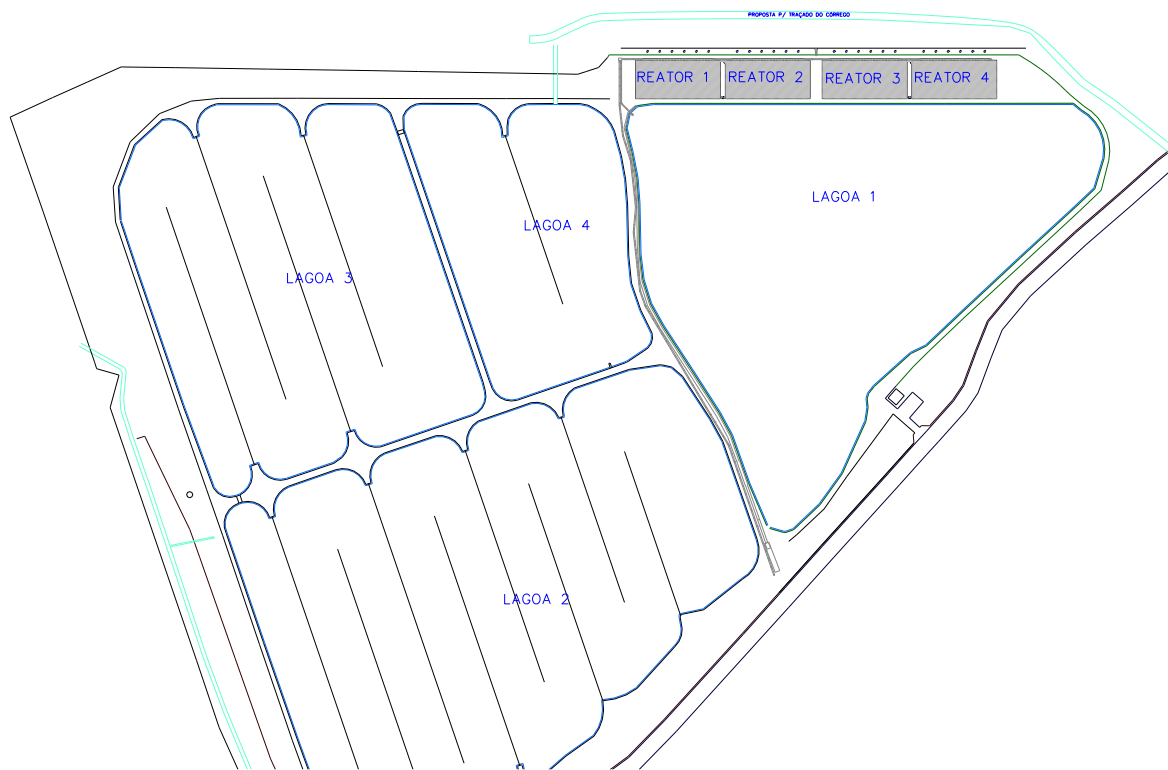 PROPOSTA P/ TRAÇADO DO CÓRREGO
REATOR 1
REATOR 2
REATOR 3
REATOR 4
LAGOA 1
LAGOA 4
LAGOA 3
LAGOA 2